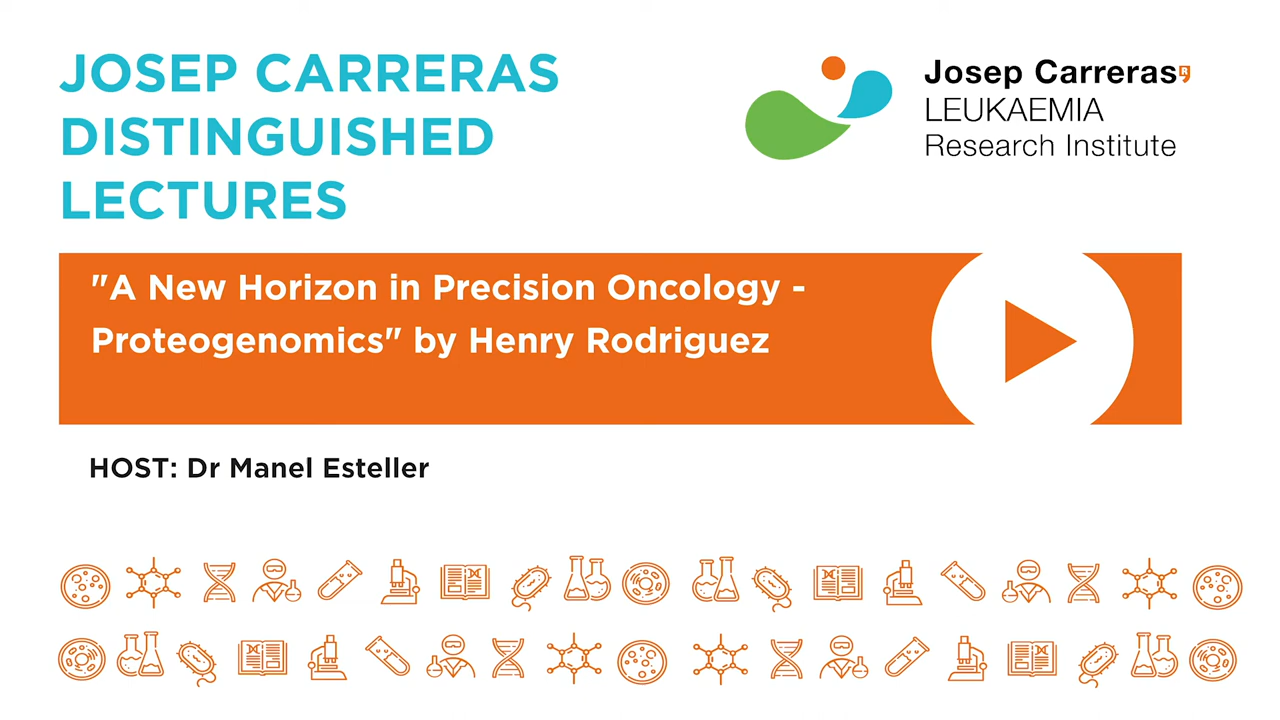 JOSEP CARRERAS
DISTINGUISHED
LECTURES
Josep Carreras
LEUKAEMIA
Research Institute
"A New Horizon in Precision Oncology -
Proteogenomics" by Henry Rodriguez
HOST: Dr Manel Esteller